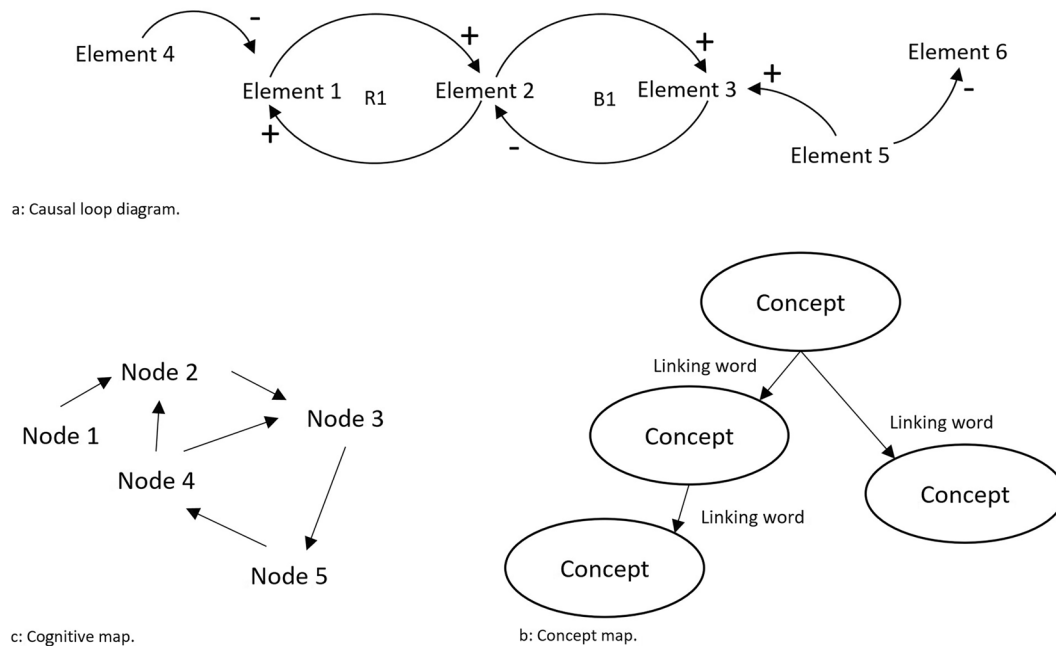 Element 4
-
Element 1
+
+
R1
Element 2
+
-
B1
Element 3
+
Element 5
-
Element 6
a: Causal loop diagram.
Node 1
Node 2
Node 3
Node 4
Node 5
c: Cognitive map.
Concept
Linking word
Concept
Linking word
Concept
Linking word
Concept
b: Concept map.